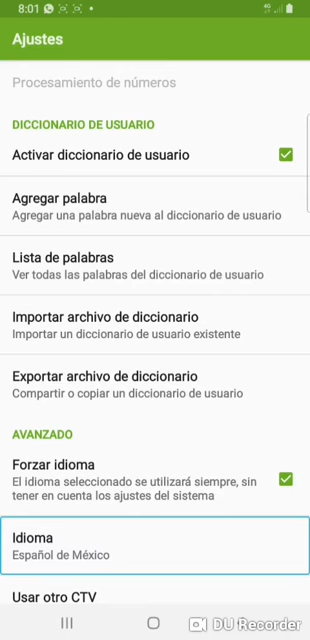 8:01
Ajustes
Procesamiento de números
DICCIONARIO DE USUARIO
Activar diccionario de usuario
Agregar palabra
Agregar una palabra nueva al diccionario de usuario
Lista de palabras
Ver todas las palabras del diccionario de usuario
Importar archivo de diccionario
Importar un diccionario de usuario existente
Exportar archivo de diccionario
Compartir o copiar un diccionario de usuario
AVANZADO
Forzar idioma
El idioma seleccionado se utilizará siempre, sin
tener en cuenta los ajustes del sistema
Idioma
Español de México
Usar otro CTV
DU Recorder